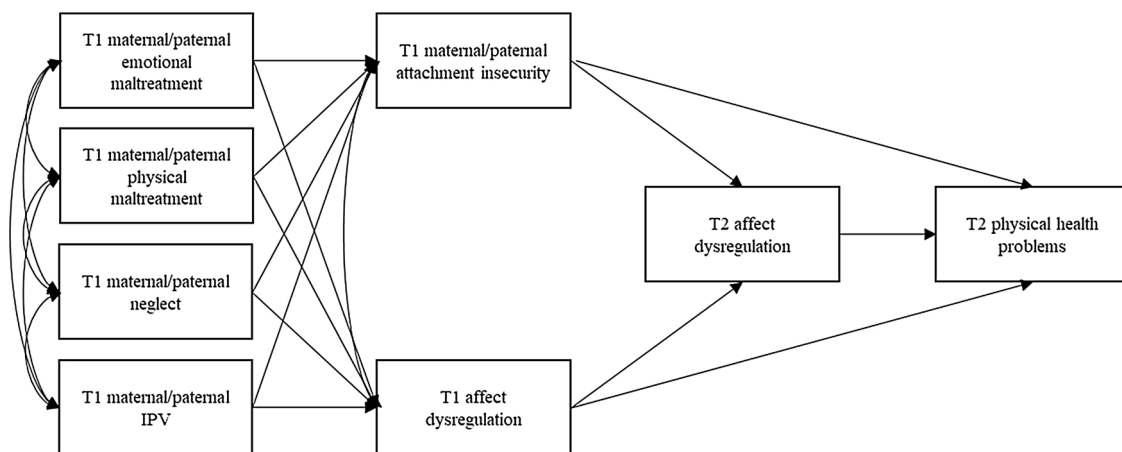 T1 maternal/paternal
emotional
maltreatment
T1 maternal/paternal
physical
maltreatment
T1 maternal/paternal
neglect
T1 maternal/paternal
IPV
T1 maternal/paternal
attachment insecurity
T1 affect
dysregulation
T2 affect
dysregulation
T2 physical health
problems